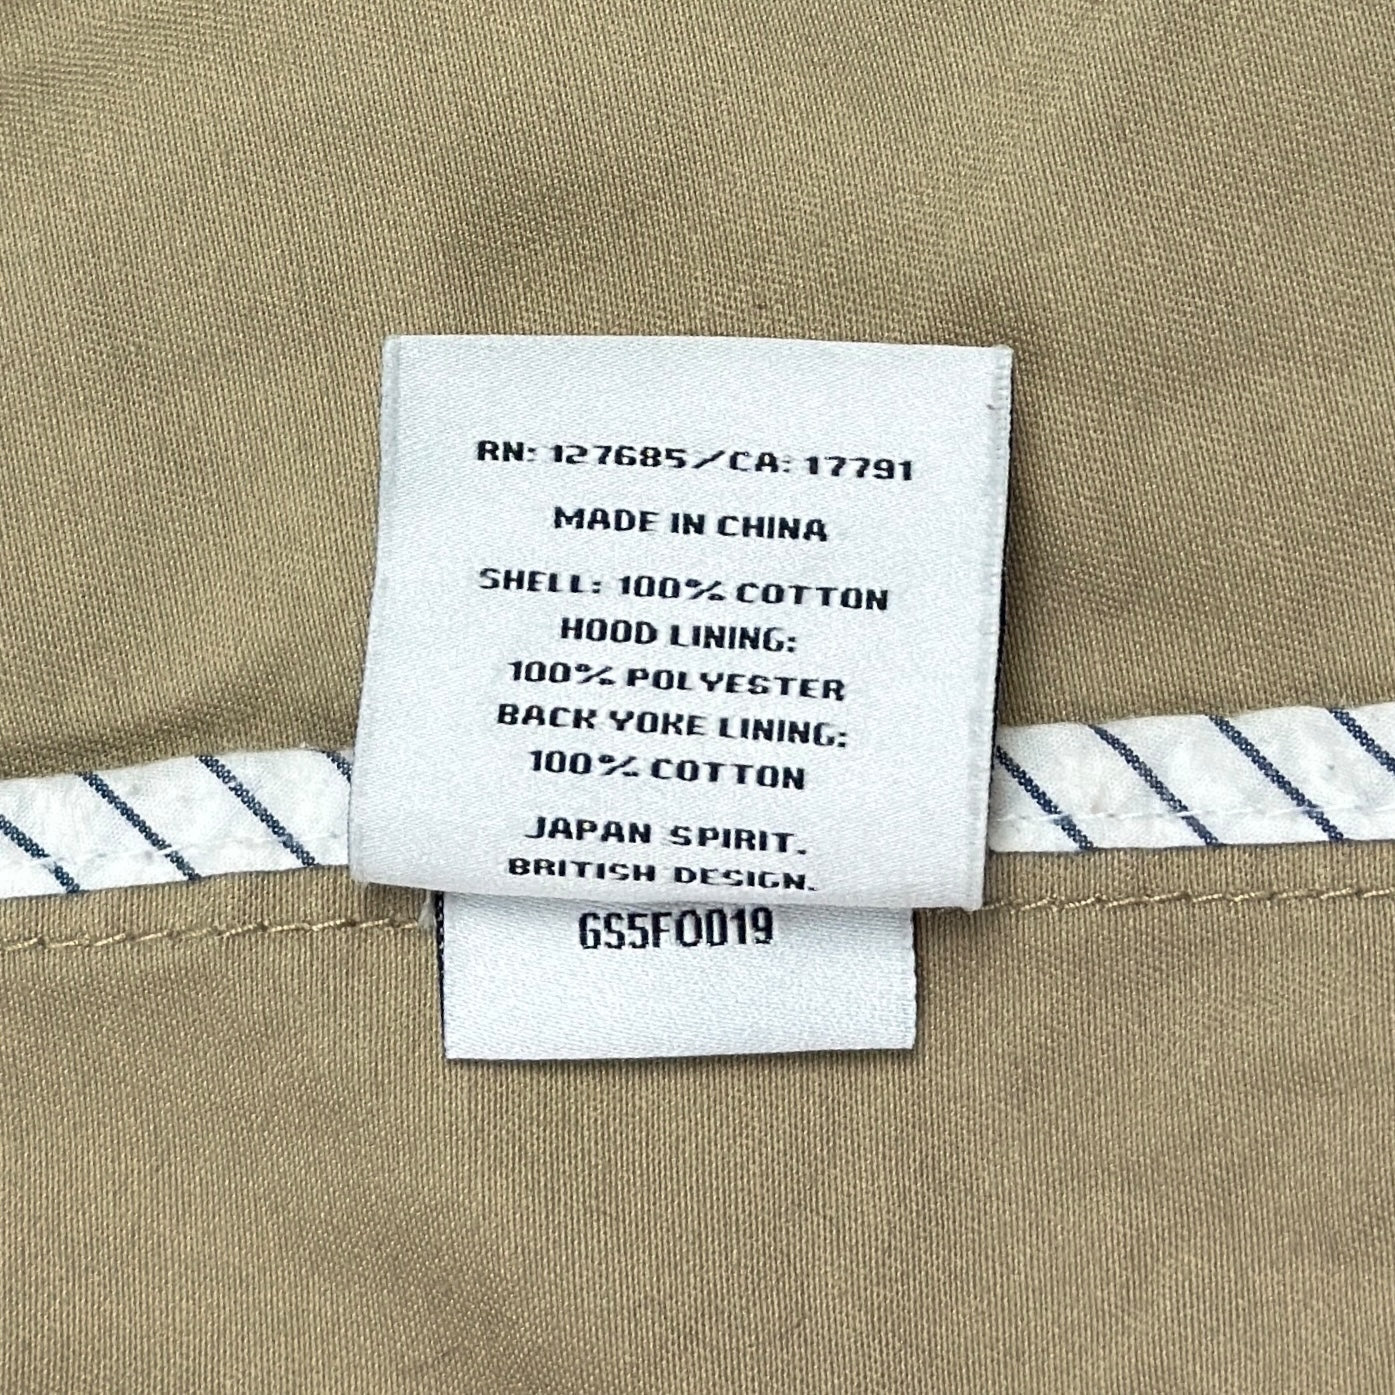 RN: 127685/CA: 17791
MADE IN CHINA
SHELL: 100% COTTON
HOOD LINING:
100% POLYESTER
BACK YOKE LINING:
100% COTTON
JAPAN SPIRIT.
BRITISH DESIGN.
GS5FO019